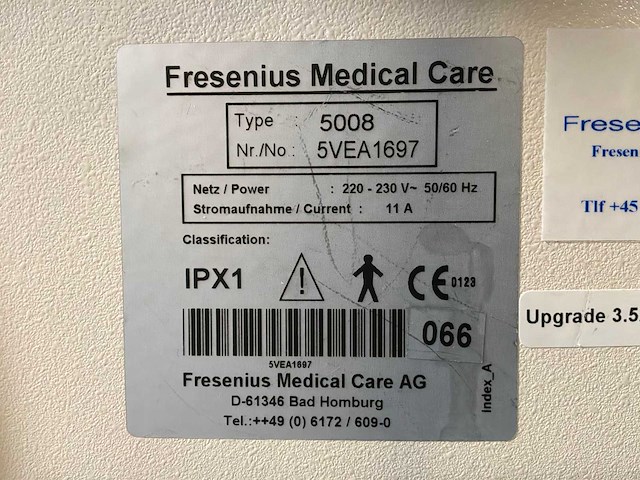 Fresenius Medical Care
Type : 5008
Nr./No : 5VEA1697
Netz / Power : 220 - 230 V~ 50/60 Hz
Stromaufnahme / Current : 11 A
Classification:
IPX1 ! CE 0123
066
5VEA1697
Fresenius Medical Care AG
D-61346 Bad Homburg
Tel.:++49 (0) 6172 / 609-0
Index_A
Frese
Fresen
Tlf +45
Upgrade 3.5